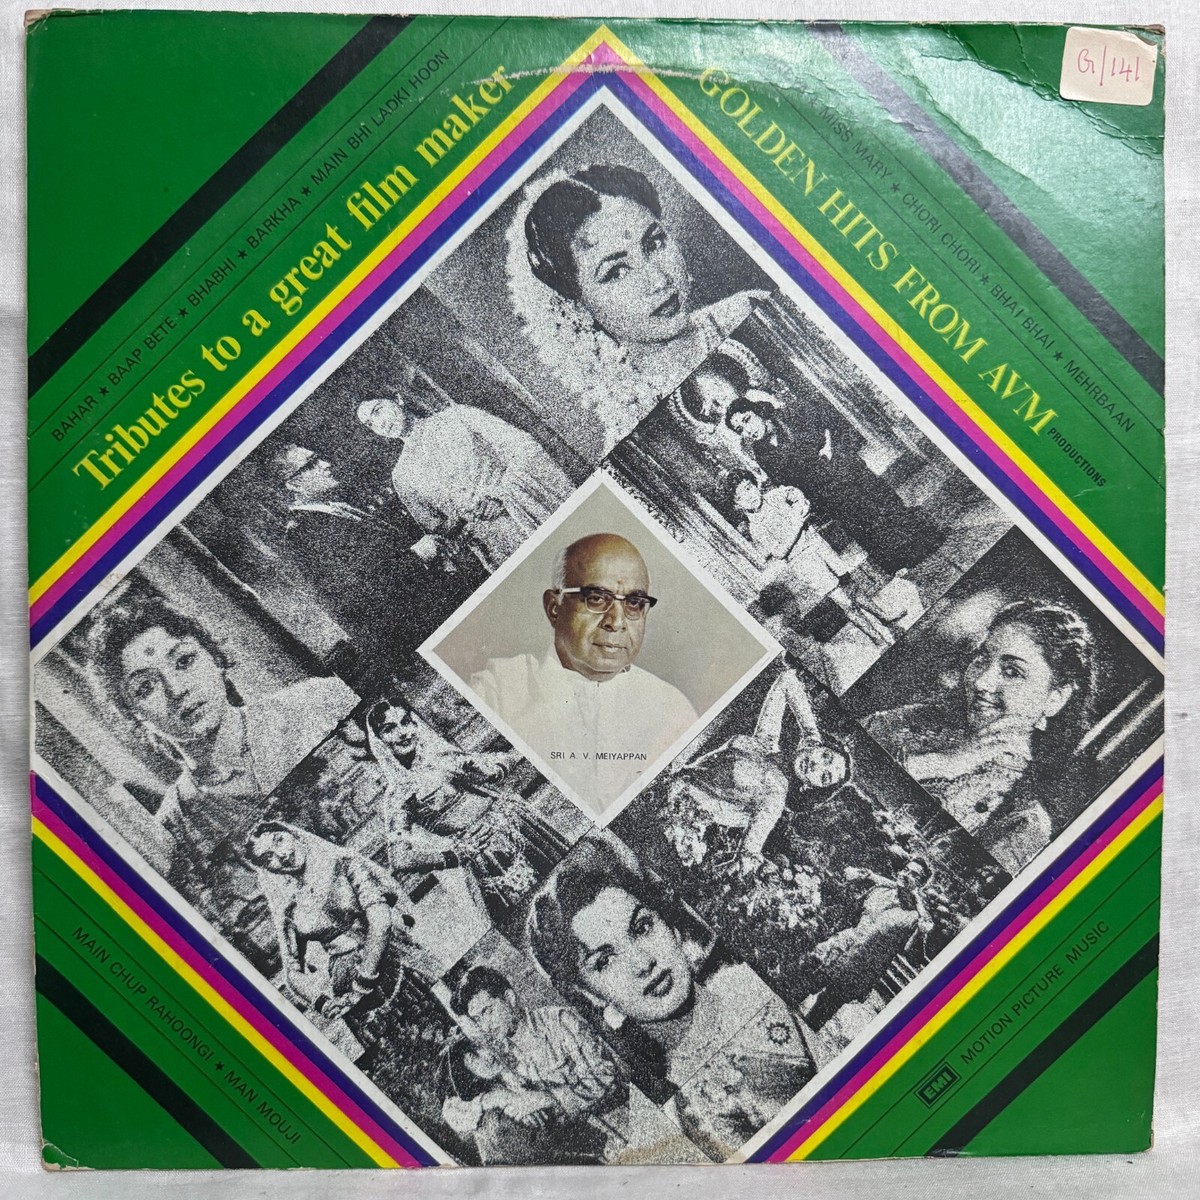 G/141
BAHAR ★ BAAP BETE ★ BHABHI ★ BARKHA ★ MAIN BHI LADKI HOON
Tributes to a great film maker
MISS MARY ★ CHORI CHORI ★ BHAI BHAI ★ MEHRBAAN
GOLDEN HITS FROM AVM PRODUCTIONS
SRI A. V. MEIYAPPAN
MAIN CHUP RAHOONGI ★ MAN MOUJI
EMI MOTION PICTURE MUSIC